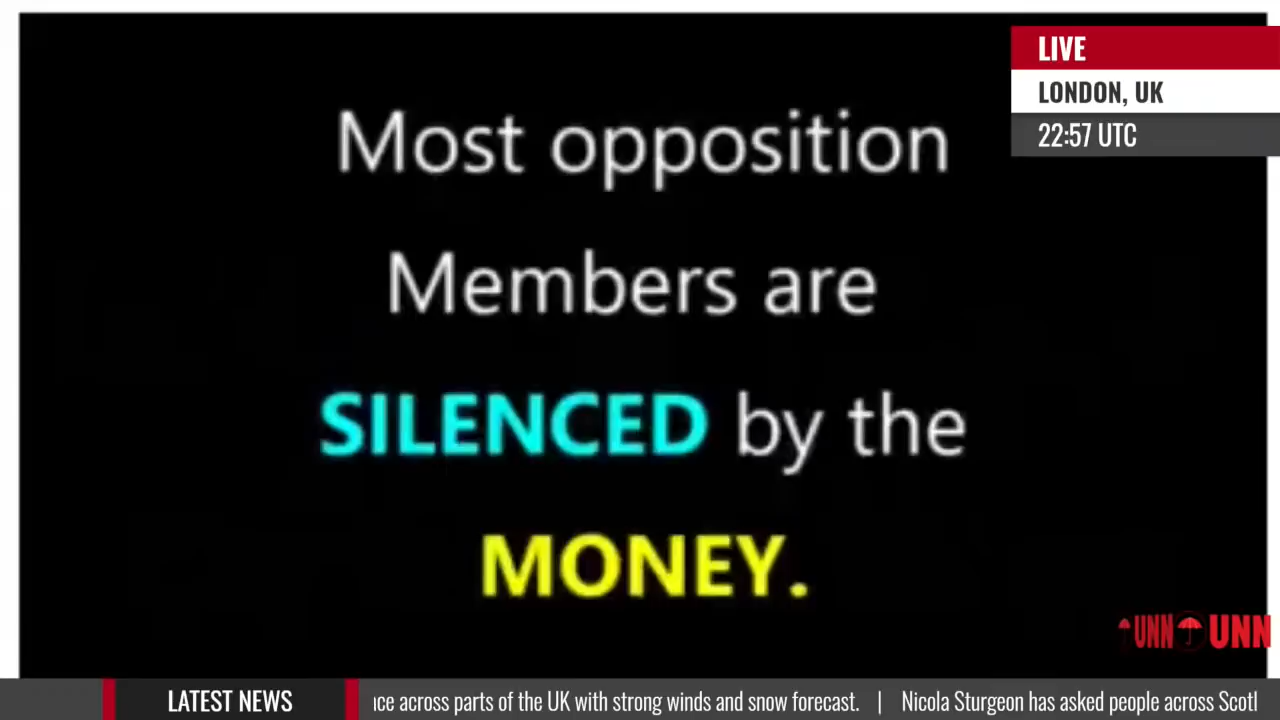 LIVE
LONDON, UK
22:57 UTC
Most opposition
Members are
SILENCED by the
MONEY.
UNN UNN
LATEST NEWS
ce across parts of the UK with strong winds and snow forecast. | Nicola Sturgeon has asked people across Scotl